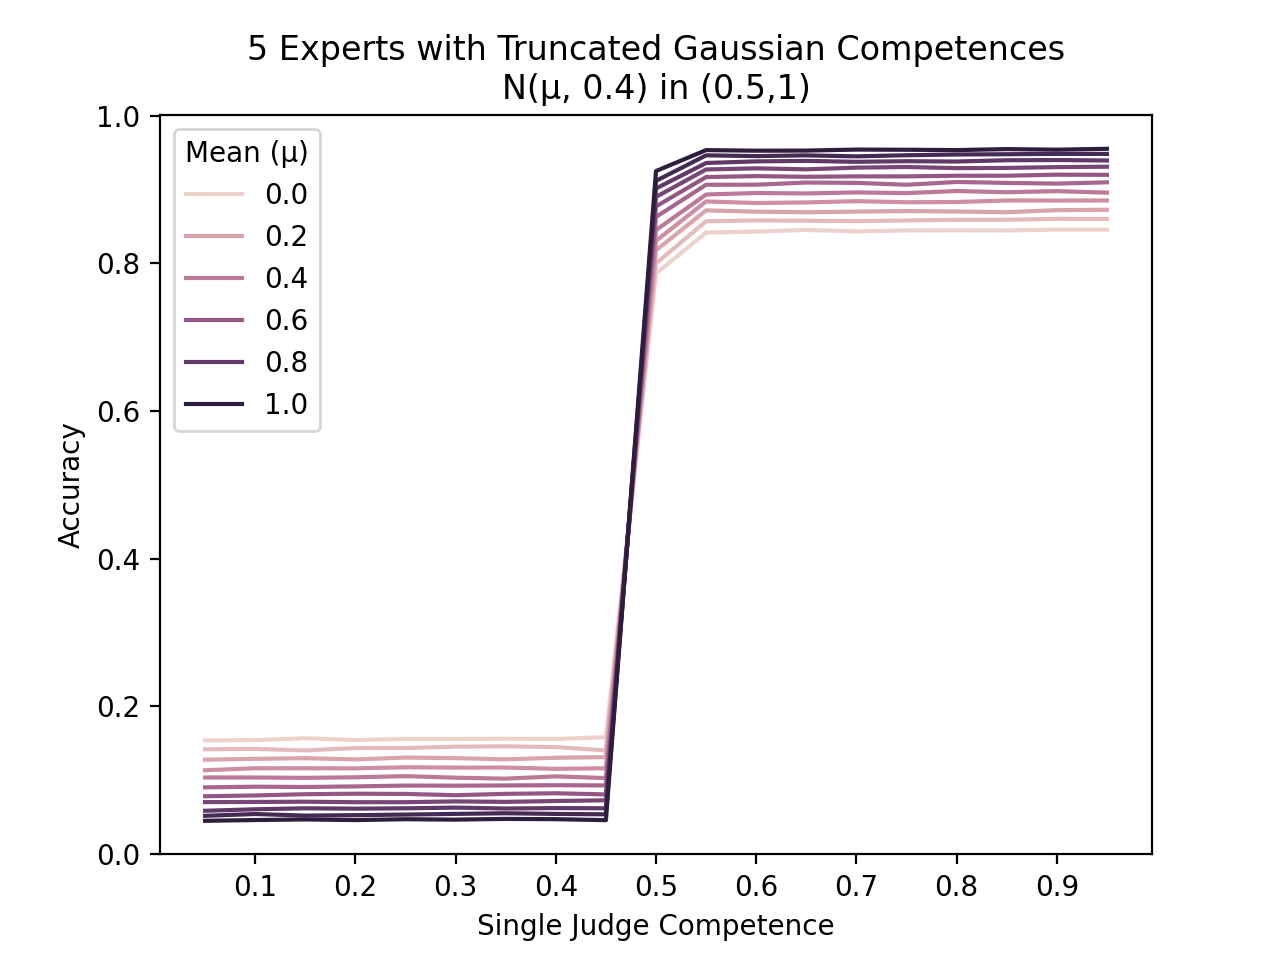 5 Experts with Truncated Gaussian Competences
N(μ, 0.4) in (0.5,1)
1.0
0.8
0.6
0.4
0.2
0.0
Accuracy
Mean (μ)
0.0
0.2
0.4
0.6
0.8
1.0
0.1 0.2 0.3 0.4 0.5 0.6 0.7 0.8 0.9
Single Judge Competence